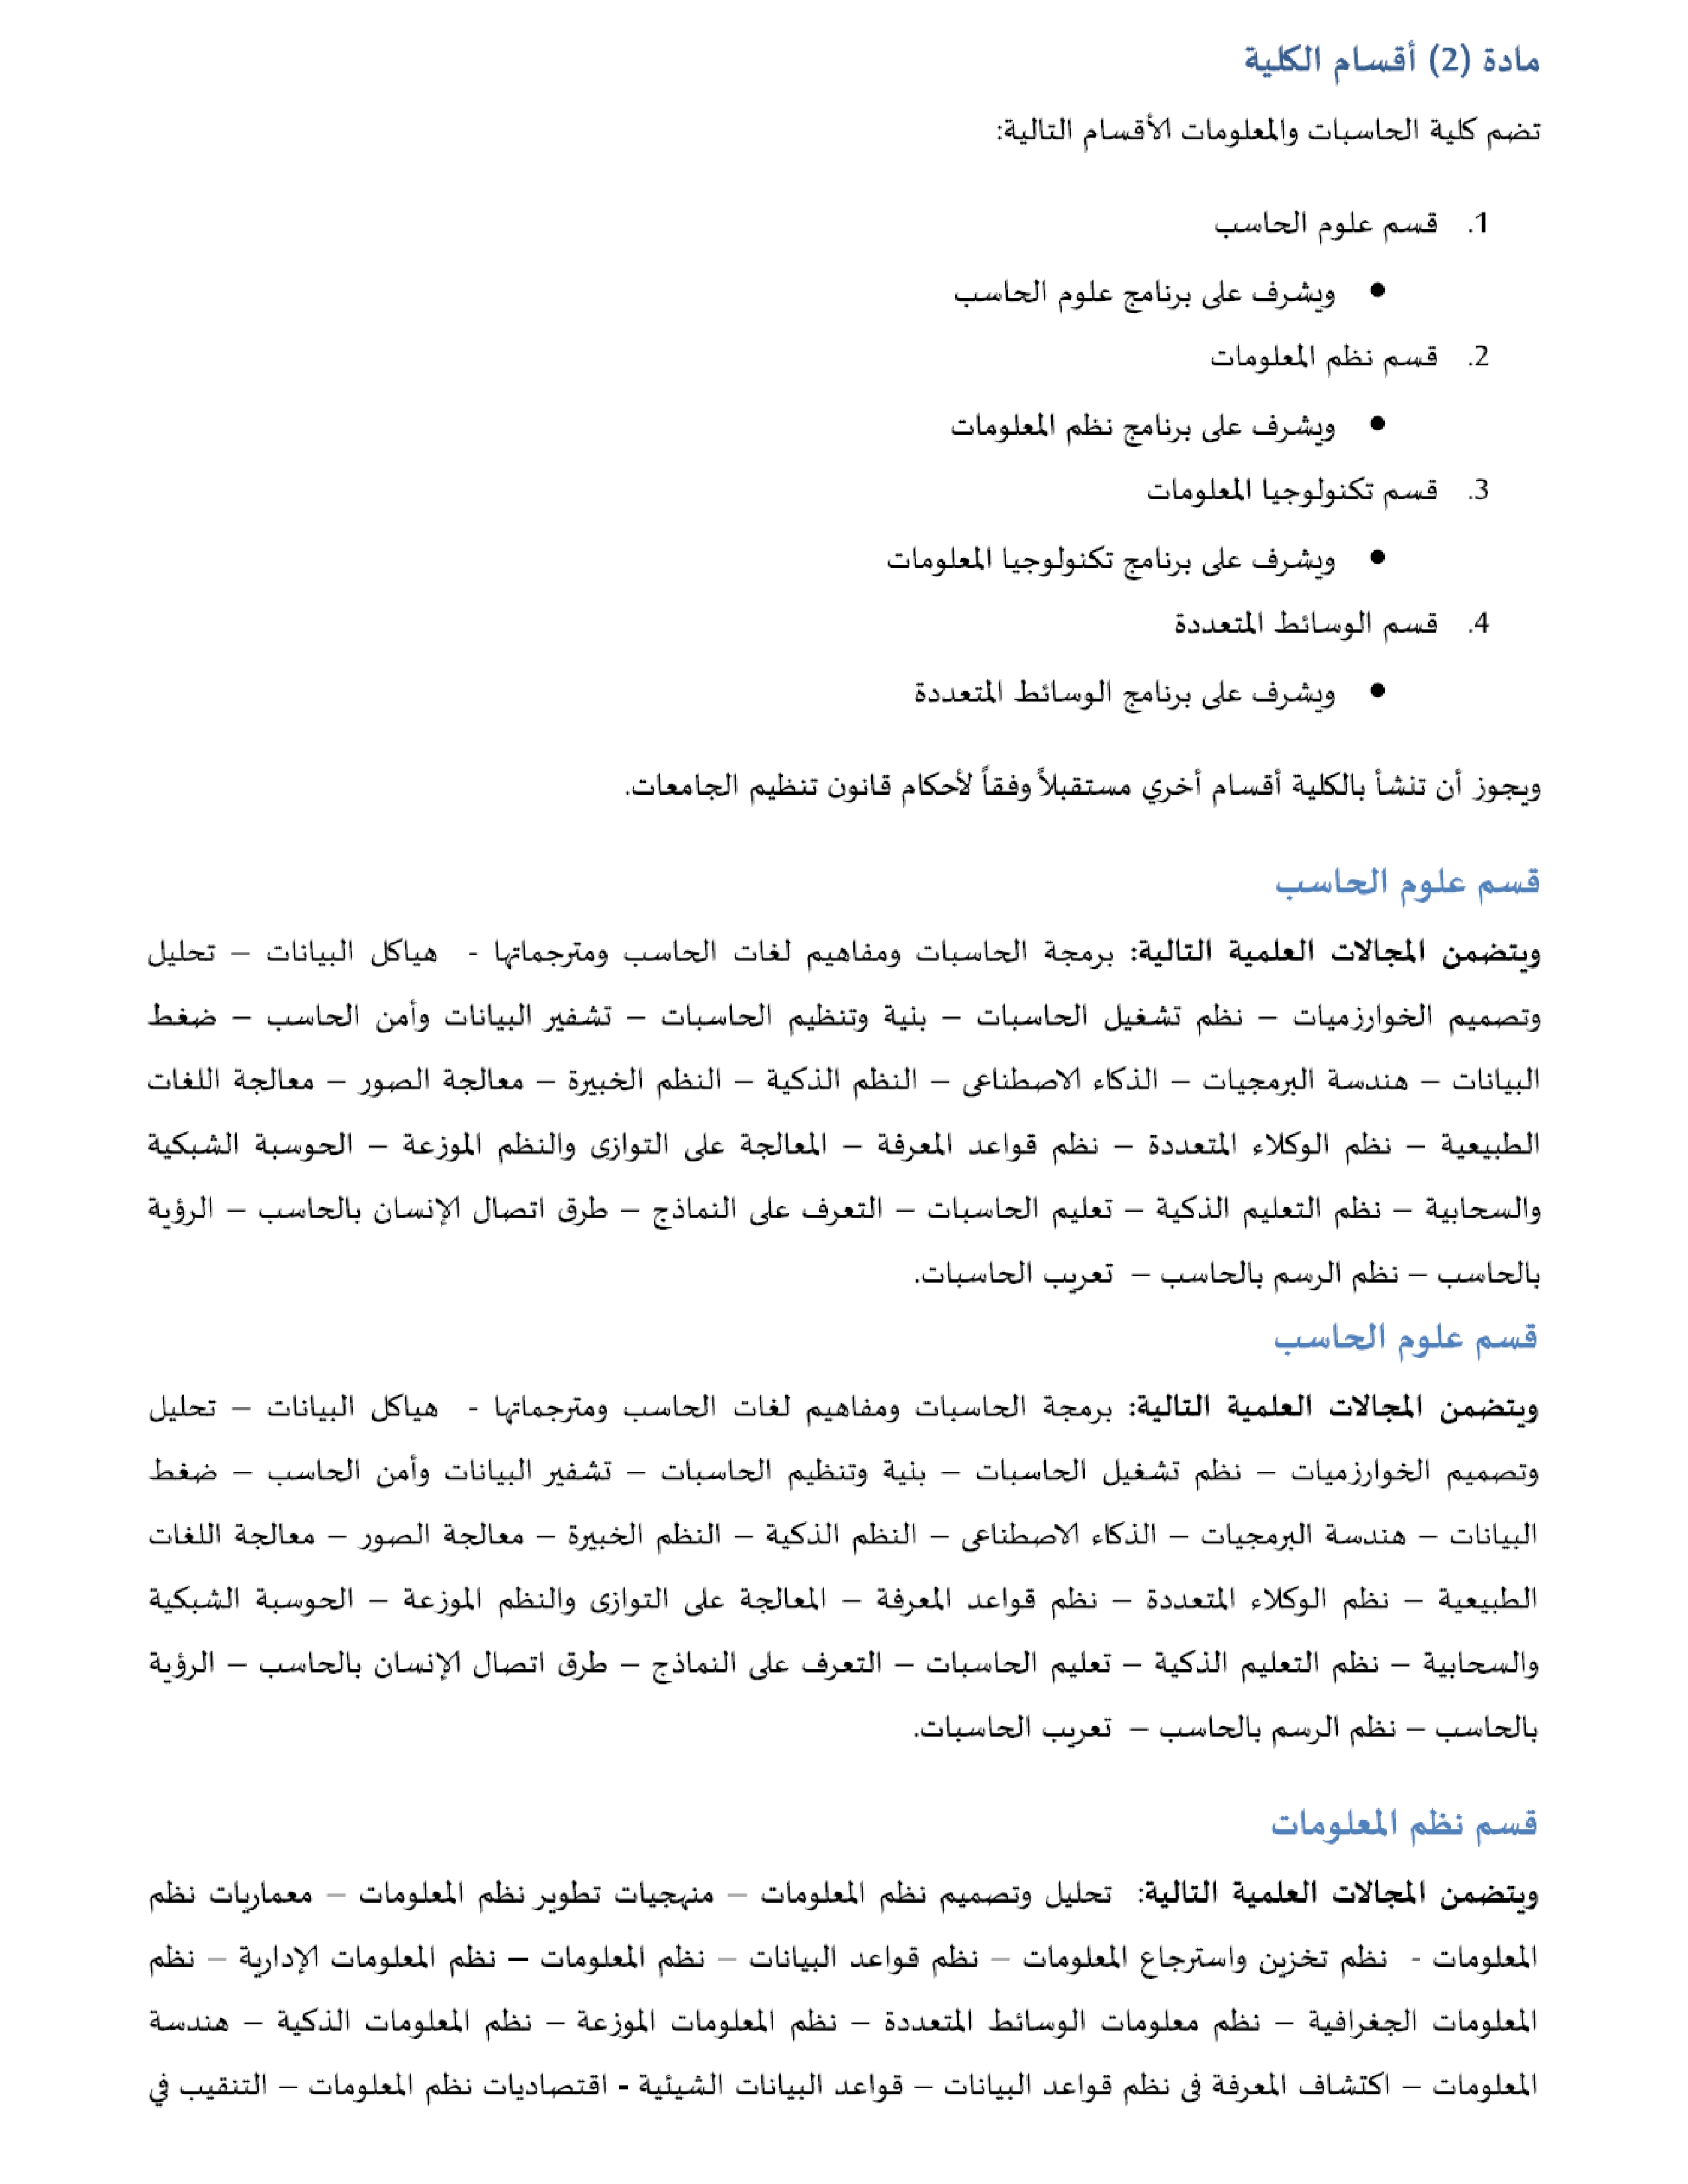 مادة (2) أقسام الكلية
تضم كلية الحاسبات والمعلومات الأقسام التالية:
1. قسم علوم الحاسب
● ويشرف على برنامج علوم الحاسب
2. قسم نظم المعلومات
● ويشرف على برنامج نظم المعلومات
3. قسم تكنولوجيا المعلومات
● ويشرف على برنامج تكنولوجيا المعلومات
4. قسم الوسائط المتعددة
● ويشرف على برنامج الوسائط المتعددة
ويجوز أن تنشأ بالكلية أقسام أخري مستقبلاً وفقاً لأحكام قانون تنظيم الجامعات.
قسم علوم الحاسب
ويتضمن المجالات العلمية التالية: برمجة الحاسبات ومفاهيم لغات الحاسب ومترجماتها - هياكل البيانات – تحليل
وتصميم الخوارزميات – نظم تشغيل الحاسبات – بنية وتنظيم الحاسبات – تشفير البيانات وأمن الحاسب – ضغط
البيانات – هندسة البرمجيات – الذكاء الاصطناعى – النظم الذكية – النظم الخبيرة – معالجة الصور – معالجة اللغات
الطبيعية – نظم الوكلاء المتعددة – نظم قواعد المعرفة – المعالجة على التوازى والنظم الموزعة – الحوسبة الشبكية
والسحابية – نظم التعليم الذكية – تعليم الحاسبات – التعرف على النماذج – طرق اتصال الإنسان بالحاسب – الرؤية
بالحاسب – نظم الرسم بالحاسب – تعريب الحاسبات.
قسم علوم الحاسب
ويتضمن المجالات العلمية التالية: برمجة الحاسبات ومفاهيم لغات الحاسب ومترجماتها - هياكل البيانات – تحليل
وتصميم الخوارزميات – نظم تشغيل الحاسبات – بنية وتنظيم الحاسبات – تشفير البيانات وأمن الحاسب – ضغط
البيانات – هندسة البرمجيات – الذكاء الاصطناعى – النظم الذكية – النظم الخبيرة – معالجة الصور – معالجة اللغات
الطبيعية – نظم الوكلاء المتعددة – نظم قواعد المعرفة – المعالجة على التوازى والنظم الموزعة – الحوسبة الشبكية
والسحابية – نظم التعليم الذكية – تعليم الحاسبات – التعرف على النماذج – طرق اتصال الإنسان بالحاسب – الرؤية
بالحاسب – نظم الرسم بالحاسب – تعريب الحاسبات.
قسم نظم المعلومات
ويتضمن المجالات العلمية التالية: تحليل وتصميم نظم المعلومات – منهجيات تطوير نظم المعلومات – معماريات نظم
المعلومات - نظم تخزين واسترجاع المعلومات – نظم قواعد البيانات – نظم المعلومات – نظم المعلومات الإدارية – نظم
المعلومات الجغرافية – نظم معلومات الوسائط المتعددة – نظم المعلومات الموزعة – نظم المعلومات الذكية – هندسة
المعلومات – اكتشاف المعرفة فى نظم قواعد البيانات – قواعد البيانات الشيئية - اقتصاديات نظم المعلومات – التنقيب في